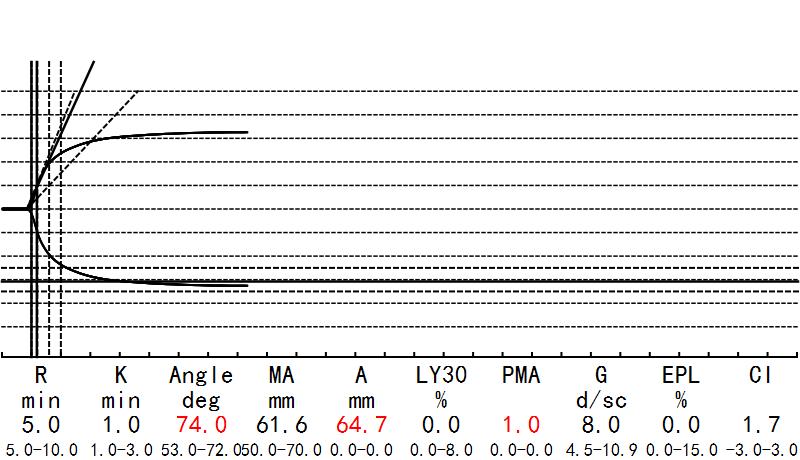 R K Angle MA A LY30 PMA G EPL CI
min min deg mm mm % d/sc %
5.0 1.0 74.0 61.6 64.7 0.0 1.0 8.0 0.0 1.7
5.0-10.0 1.0-3.0 53.0-72.0 50.0-70.0 0.0-0.0 0.0-8.0 0.0-0.0 4.5-10.9 0.0-15.0 -3.0-3.0